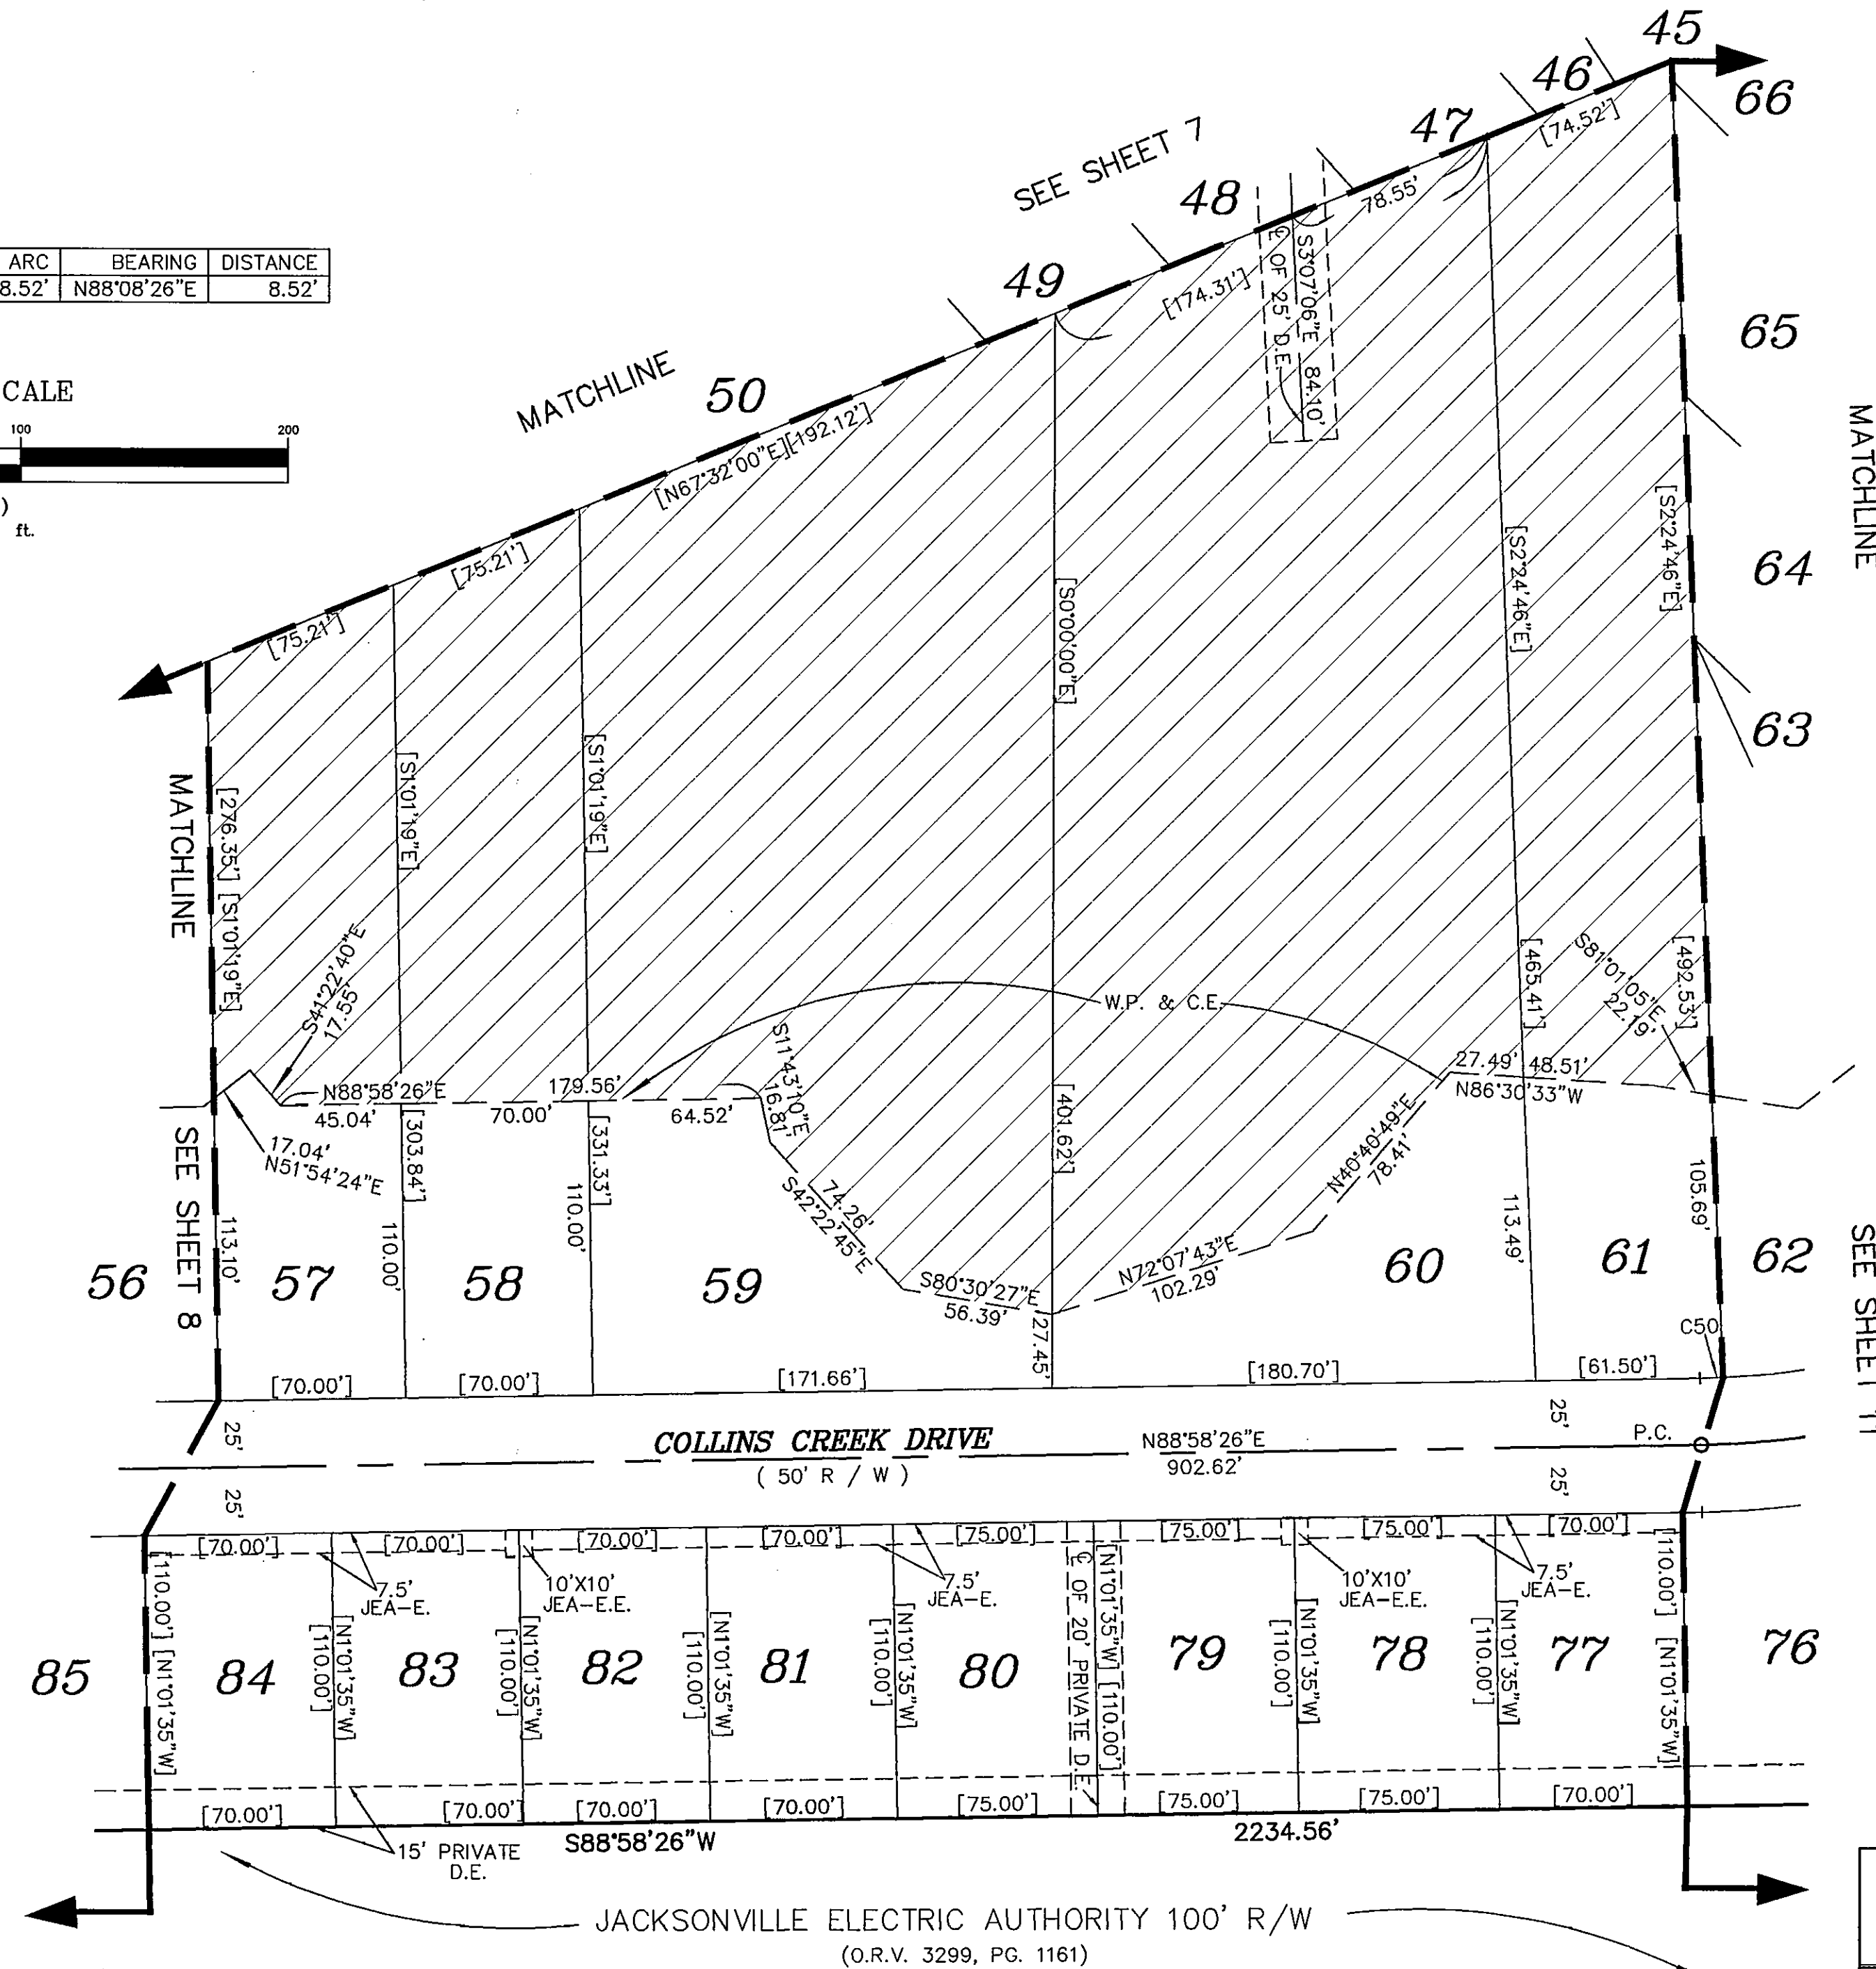 45
46
66
[74.52']
47
SEE SHEET 7
48
78.55'
S3°07'06"E 84.10'
℄ OF 25' D.E.
49
[174.31']
ARC BEARING DISTANCE
8.52' N88°08'26"E 8.52'
65
MATCHLINE
50
[N67°32'00"E][192.12']
CALE
100 200
)
ft.
MATCHLINE
[S2°24'46"E]
[S2°24'46"E]
64
[75.21']
[S0°00'00"E]
[75.21']
63
[S1°01'19"E]
[S1°01'19"E]
MATCHLINE
[276.35'] [S1°01'19"E]
S41°22'40"E
17.55'
W.P. & C.E.
[465.41']
S81°01'05"E
22.19'
[492.53']
S11°43'10"E
16.81'
27.49' 48.51'
N86°30'33"W
N88°58'26"E
179.56'
45.04'
70.00'
64.52'
[401.62']
N40°40'49"E
78.41'
17.04'
N51°54'24"E
SEE SHEET 8
[303.84']
[331.33']
113.10'
110.00'
110.00'
74.26'
S42°22'45"E
113.49'
105.69'
SEE SHEET 11
56
57
58
59
S80°30'27"E
56.39'
N72°07'43"E
102.29'
60
61
62
27.45'
C50
[70.00']
[70.00']
[171.66']
[180.70']
[61.50']
25'
25'
COLLINS CREEK DRIVE
( 50' R / W )
N88°58'26"E
902.62'
P.C.
25'
25'
[70.00']
[70.00']
[70.00']
[70.00']
[75.00']
[75.00']
[75.00']
[70.00']
7.5'
JEA-E.
10'X10'
JEA-E.E.
7.5'
JEA-E.
10'X10'
JEA-E.E.
7.5'
JEA-E.
[110.00'] [N1°01'35"W]
[N1°01'35"W]
[110.00']
[N1°01'35"W]
[110.00']
[N1°01'35"W]
[110.00']
[N1°01'35"W]
[110.00']
℄ OF 20' PRIVATE D.E.
[N1°01'35"W] [110.00']
[N1°01'35"W]
[110.00']
[N1°01'35"W]
[110.00']
[110.00'] [N1°01'35"W]
85
84
83
82
81
80
79
78
77
76
[70.00']
[70.00']
[70.00']
[70.00']
[75.00']
[75.00']
[75.00']
[70.00']
15' PRIVATE
D.E.
S88°58'26"W
2234.56'
JACKSONVILLE ELECTRIC AUTHORITY 100' R/W
(O.R.V. 3299, PG. 1161)